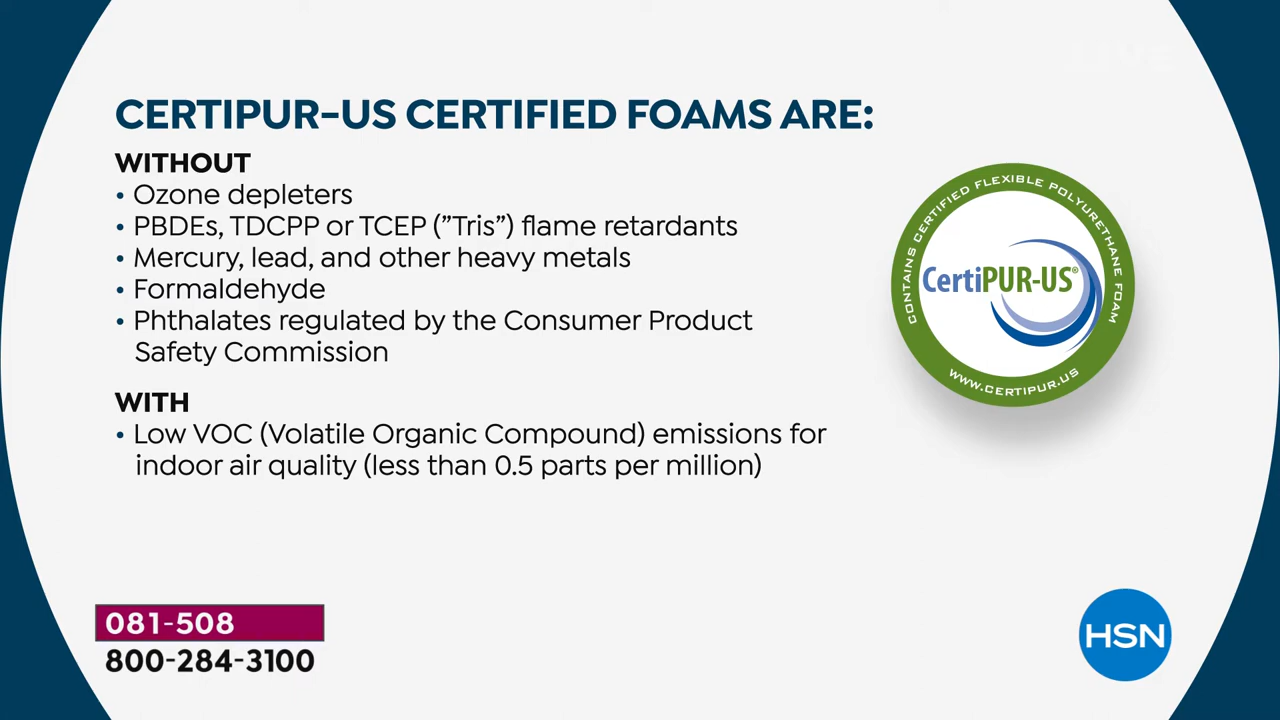 CERTIPUR-US CERTIFIED FOAMS ARE:
WITHOUT
• Ozone depleters
• PBDEs, TDCPP or TCEP (”Tris”) flame retardants
• Mercury, lead, and other heavy metals
• Formaldehyde
• Phthalates regulated by the Consumer Product
Safety Commission
WITH
• Low VOC (Volatile Organic Compound) emissions for
indoor air quality (less than 0.5 parts per million)
CONTAINS CERTIFIED FLEXIBLE POLYURETHANE FOAM
CertiPUR-US®
WWW.CERTIPUR.US
081-508
800-284-3100
HSN